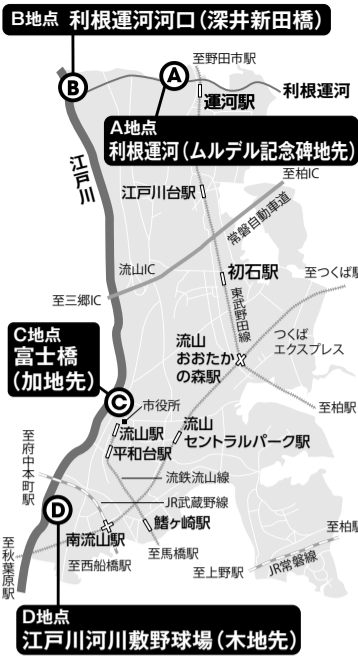 B地点 利根運河河口(深井新田橋)
至野田市駅
A
B
利根運河
運河駅
A地点
利根運河(ムルデル記念碑地先)
江戸川
至柏IC
江戸川台駅
常磐自動車道
流山IC
初石駅
至つくば駅
至三郷IC
東武野田線
つくば
エクスプレス
流山
おおたか
の森駅
C地点
富士橋
(加地先)
C
市役所
至柏駅
流山駅
流山
セントラルパーク駅
平和台駅
至府中本町駅
流鉄流山線
JR武蔵野線
D
鰭ヶ崎駅
南流山駅
至柏駅
至秋葉原駅
至馬橋駅
至西船橋駅
至上野駅
JR常磐線
D地点
江戸川河川敷野球場(木地先)